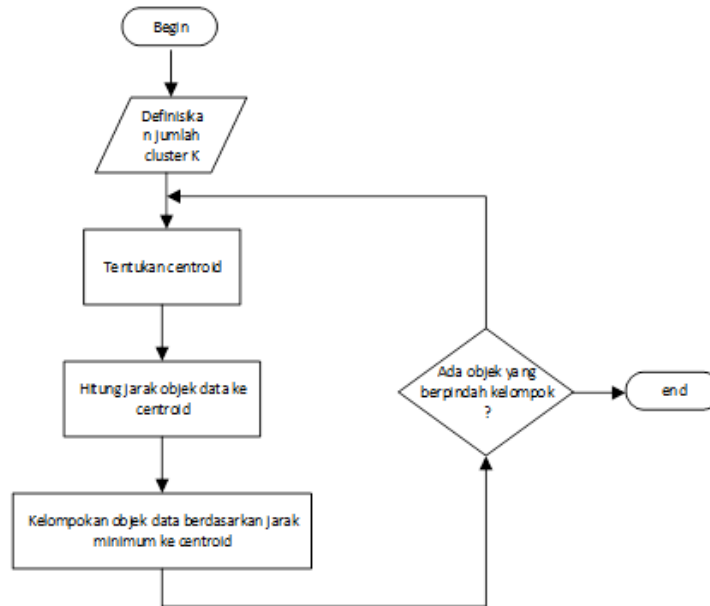 Begin
Definisika
n jumlah
cluster K
Tentukan centroid
Hitung jarak objek data ke
centroid
Kelompokan objek data berdasarkan jarak
minimum ke centroid
Ada objek yang
berpindah kelompok
?
end